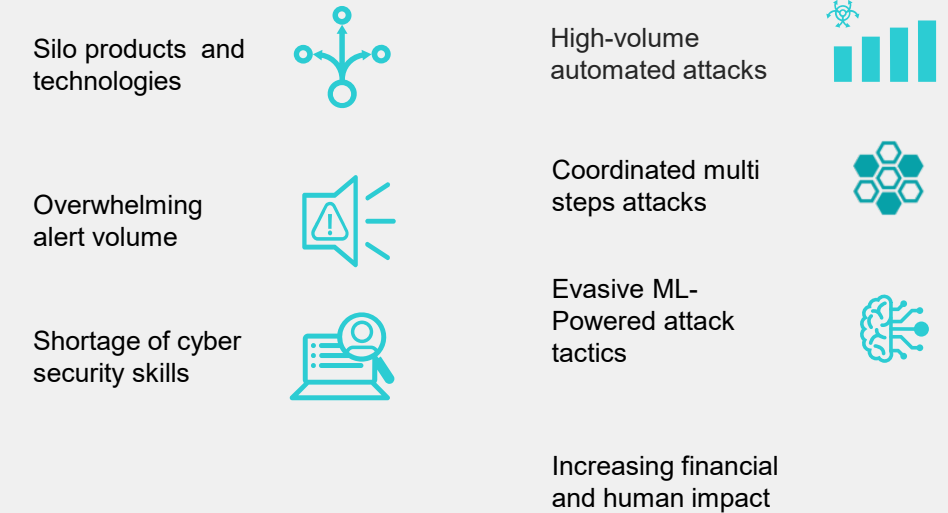 Silo products  and
technologies
Overwhelming
alert volume
Shortage of cyber
security skills
High-volume
automated attacks
Coordinated multi
steps attacks
Evasive ML-
Powered attack
tactics
Increasing financial
and human impact